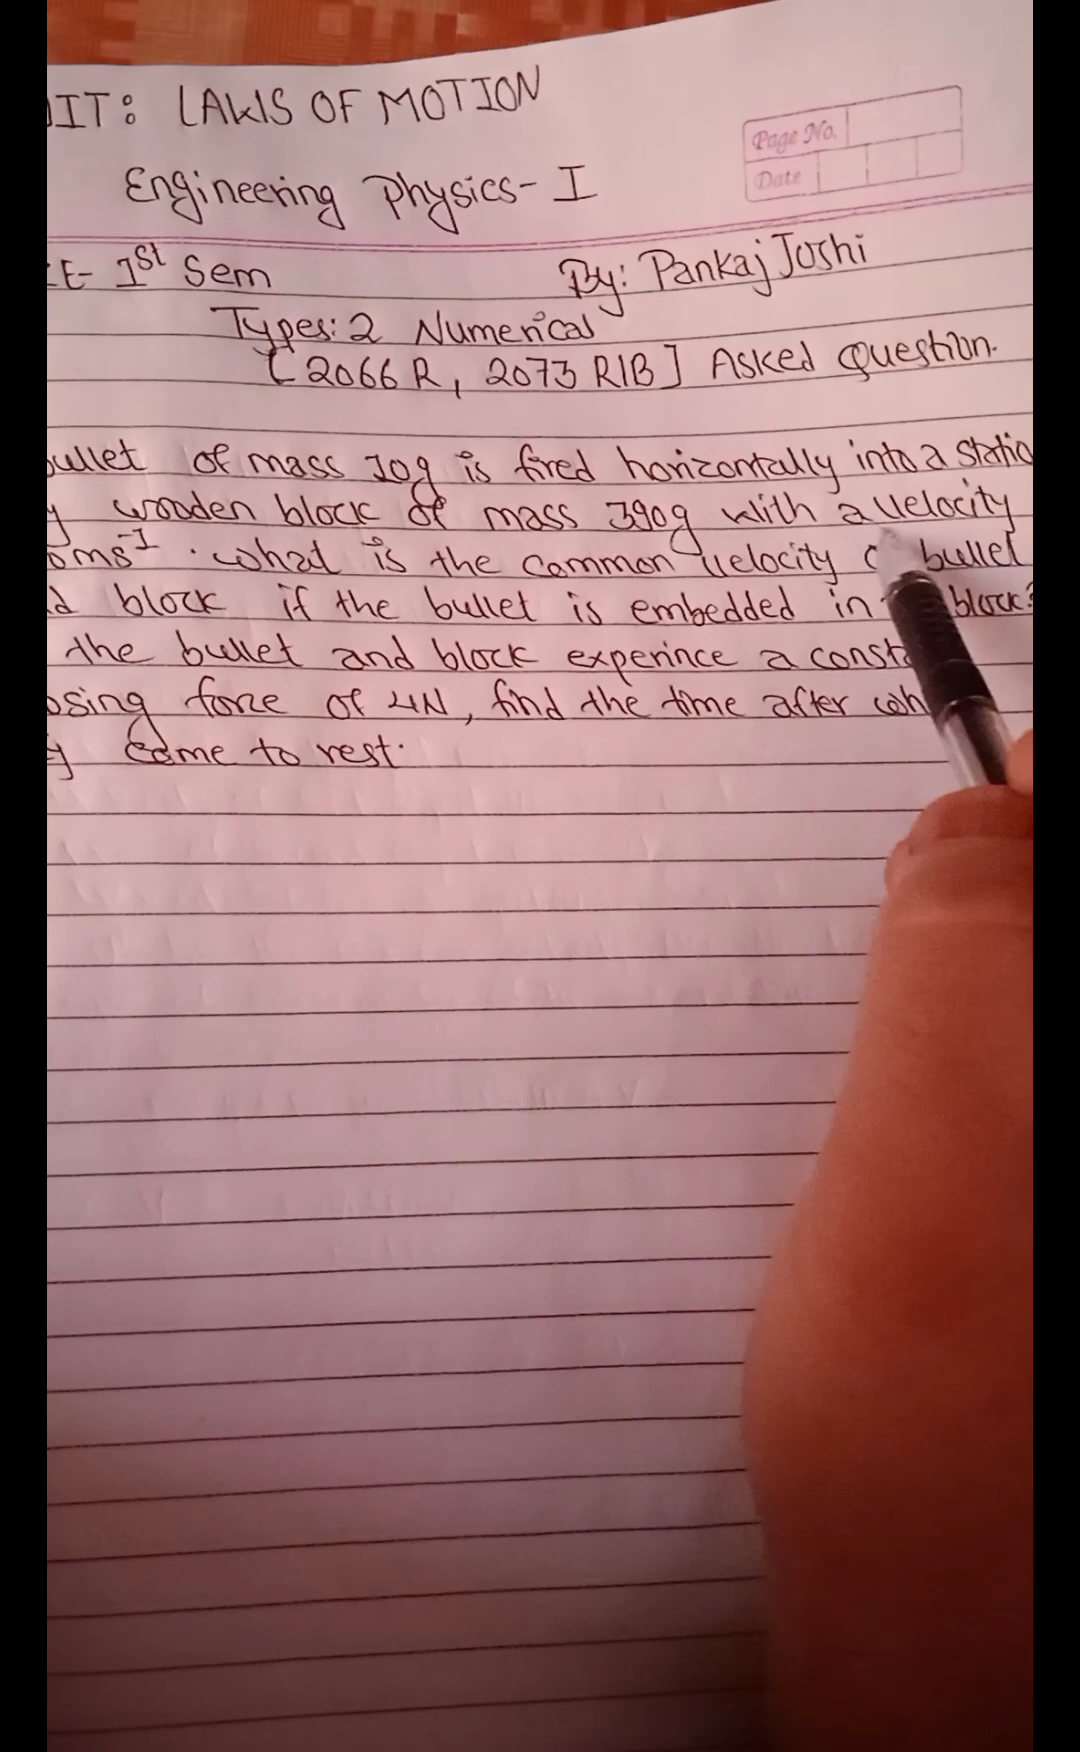 IT: LAWS OF MOTION
Engineering Physics-I
Page No.
Date
E- 1st Sem
By: Pankaj Joshi
Types: 2 Numerical
[2066 R, 2073 R/B] Asked Question.
ullet of mass 10g is fired horizontally into a static
y wooden block of mass 390g with a velocity
oms-1. What is the common velocity o bullet
d block if the bullet is embedded in block?
the bullet and block experince a consta
osing force of 4N, find the time after wh
y come to rest.